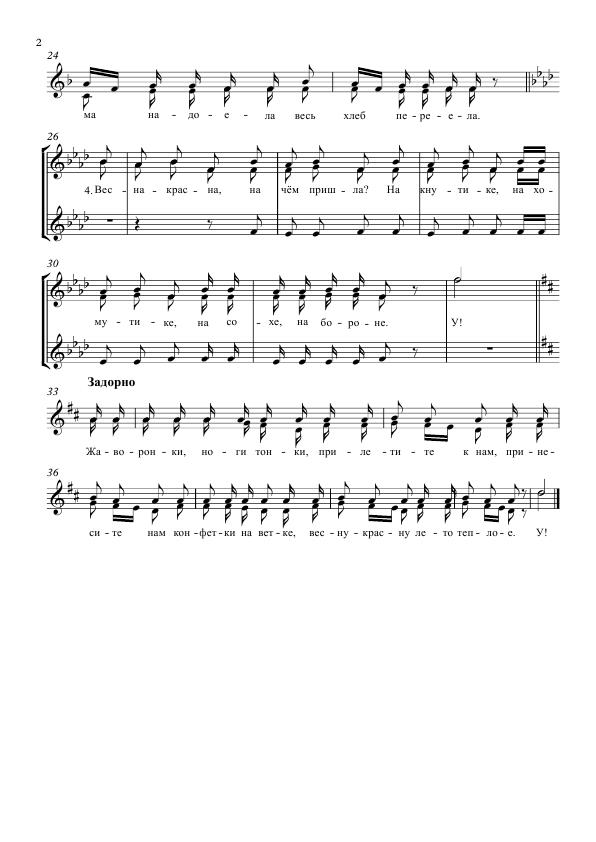 2
24
ма на-до-е-ла весь хлеб пе-ре-е-ла.
26
4. Вес-на-крас-на, на чём при-шла? На кну-ти-ке, на хо-
30
му-ти-ке, на со-хе, на бо-ро-не. У!
Задорно
33
Жа-во-рон-ки, но-ги тон-ки, при-ле-ти-те к нам, при-не-
36
си-те нам кон-фет-ки на вет-ке, вес-ну-крас-ну ле-то теп-ло-е. У!